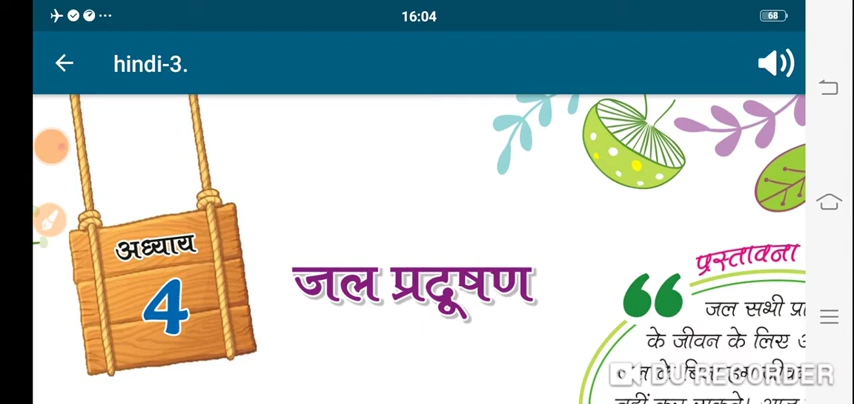 16:04
68
hindi-3.
अध्याय
4
जल प्रदूषण
प्रस्तावना
जल सभी
के जीवन के लिए
DU RECORDER